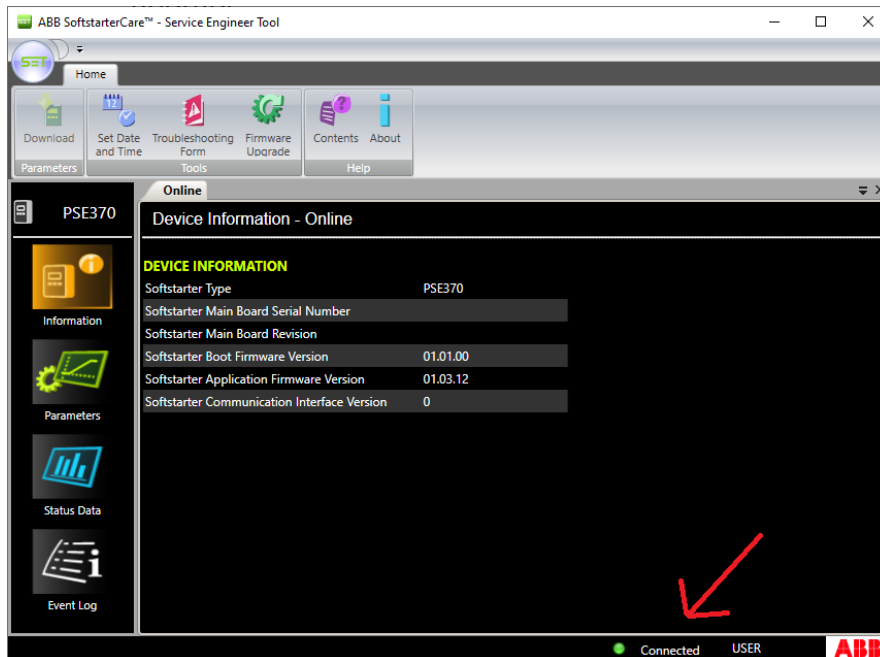 ABB SoftstarterCare™ - Service Engineer Tool
SET
Home
Download
Set Date and Time
Troubleshooting Form
Firmware Upgrade
Contents
About
Parameters
Tools
Help
Online
PSE370
Device Information - Online
DEVICE INFORMATION
Softstarter Type PSE370
Softstarter Main Board Serial Number
Softstarter Main Board Revision
Softstarter Boot Firmware Version 01.01.00
Softstarter Application Firmware Version 01.03.12
Softstarter Communication Interface Version 0
Information
Parameters
Status Data
Event Log
Connected USER ABB